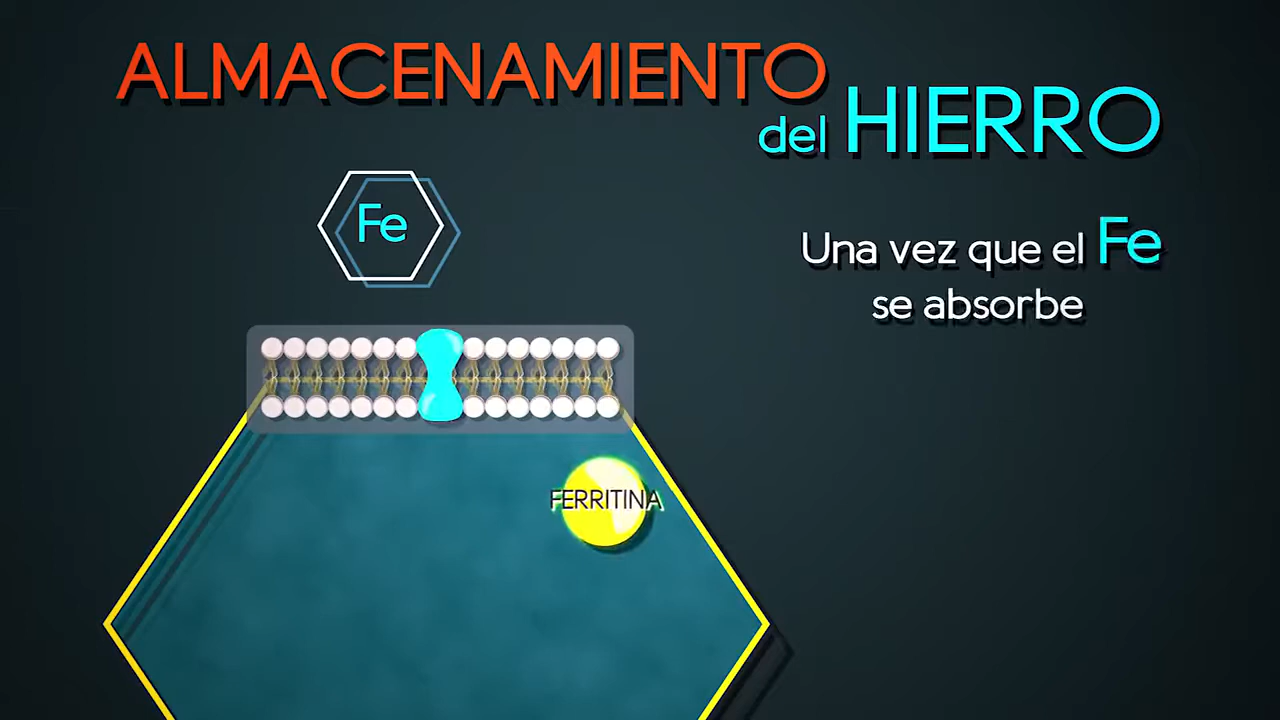 ALMACENAMIENTO
del HIERRO
Fe
Una vez que el Fe
se absorbe
FERRITINA